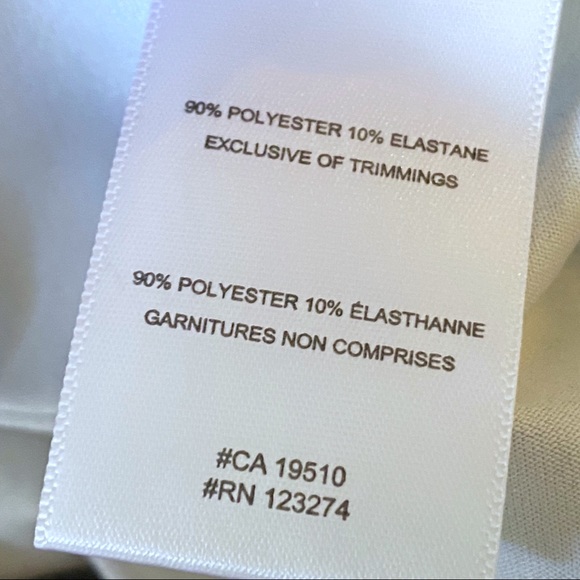 90% POLYESTER 10% ELASTANE
EXCLUSIVE OF TRIMMINGS
90% POLYESTER 10% ÉLASTHANNE
GARNITURES NON COMPRISES
#CA 19510
#RN 123274